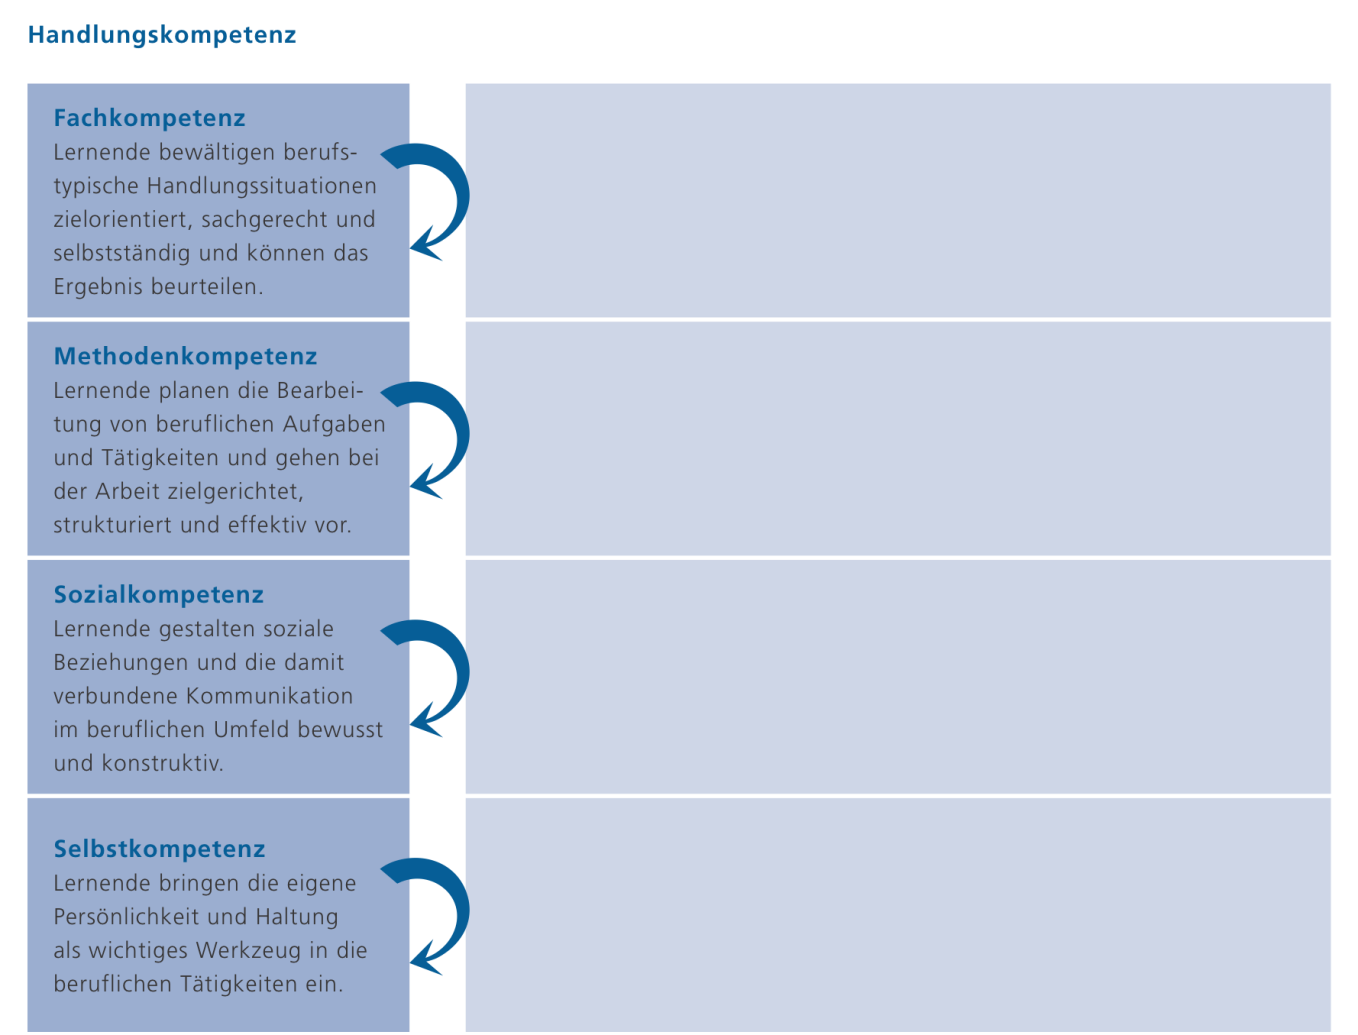 Handlungskompetenz
Fachkompetenz
Lernende bewältigen berufs-
typische Handlungssituationen
zielorientiert, sachgerecht und
selbstständig und können das
Ergebnis beurteilen.
Methodenkompetenz
Lernende planen die Bearbei-
tung von beruflichen Aufgaben
und Tätigkeiten und gehen bei
der Arbeit zielgerichtet,
strukturiert und effektiv vor.
Sozialkompetenz
Lernende gestalten soziale
Beziehungen und die damit
verbundene Kommunikation
im beruflichen Umfeld bewusst
und konstruktiv.
Selbstkompetenz
Lernende bringen die eigene
Persönlichkeit und Haltung
als wichtiges Werkzeug in die
beruflichen Tätigkeiten ein.